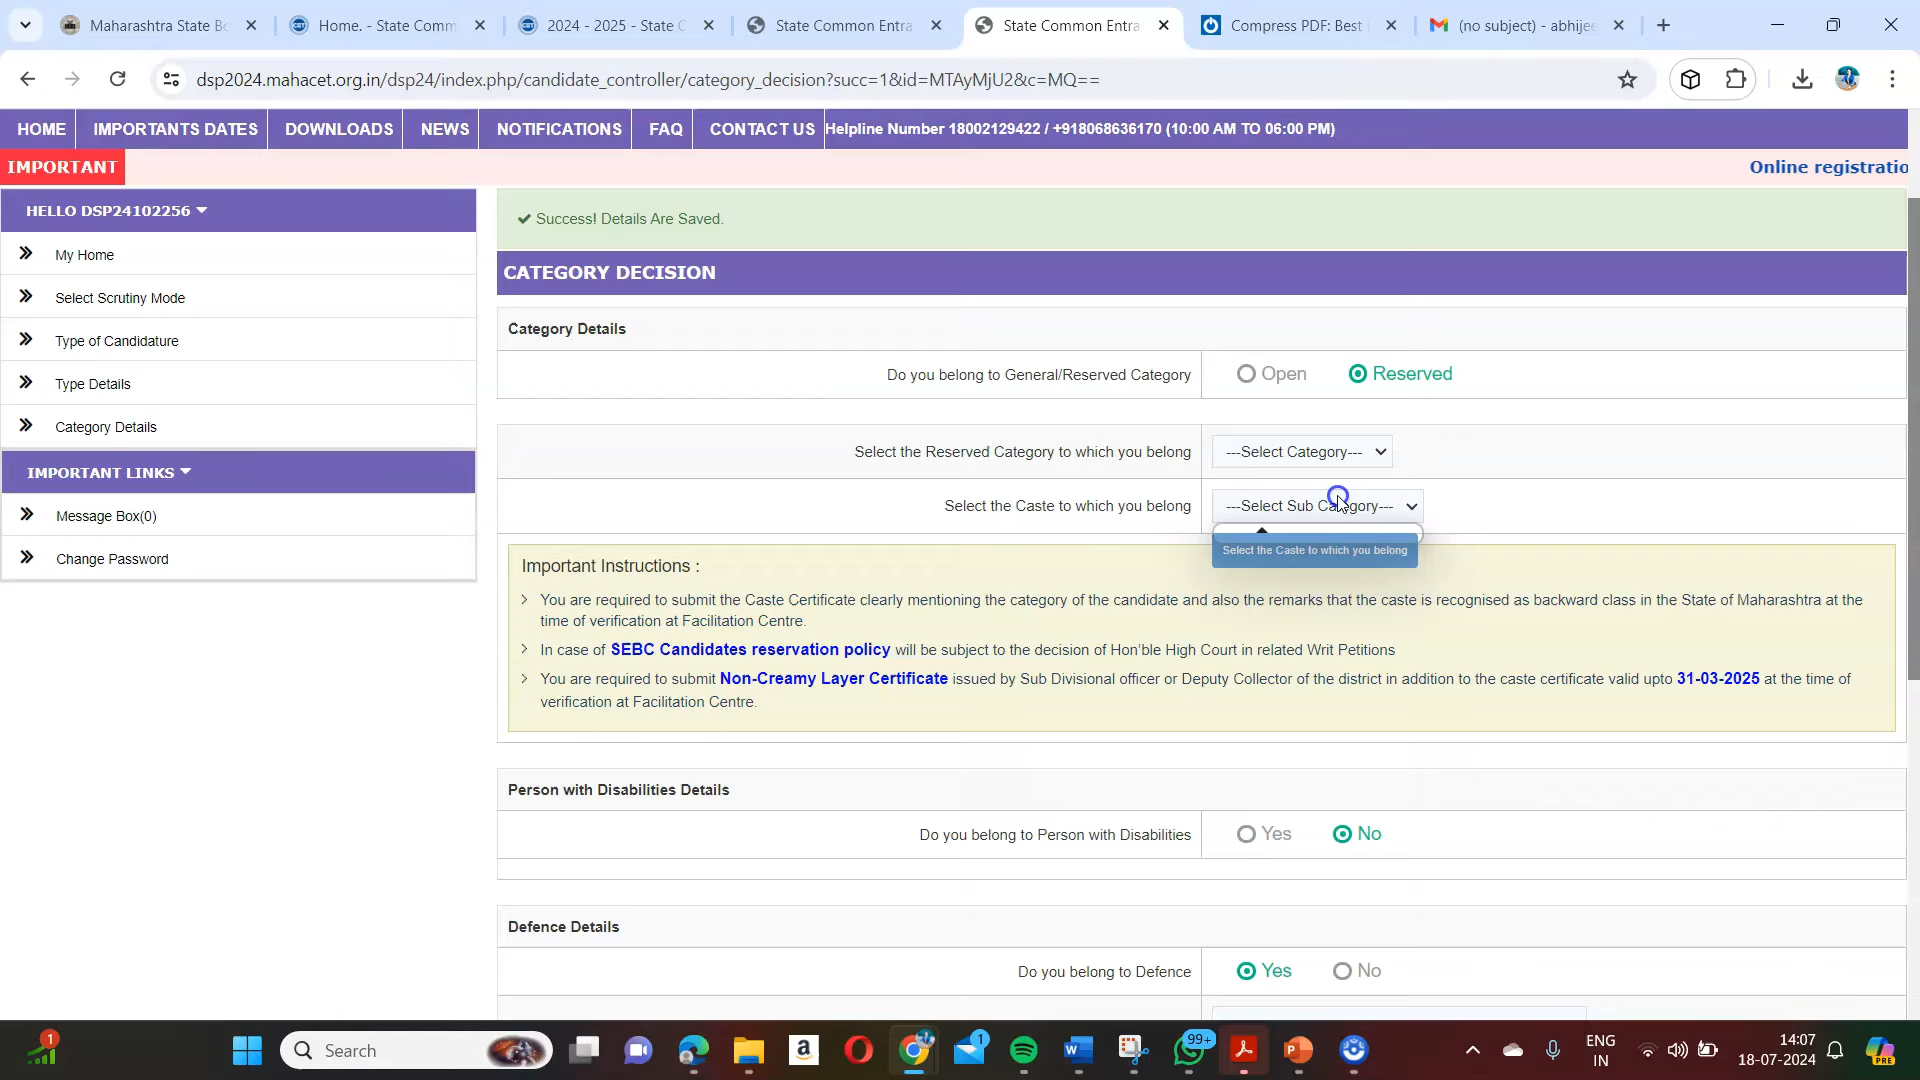 Maharashtra State Bo
Home. - State Comm
2024 - 2025 - State C
State Common Entra
State Common Entra
Compress PDF: Best
(no subject) - abhijee
dsp2024.mahacet.org.in/dsp24/index.php/candidate_controller/category_decision?succ=1&id=MTAyMjU2&c=MQ==
HOME IMPORTANTS DATES DOWNLOADS NEWS NOTIFICATIONS FAQ CONTACT US Helpline Number 18002129422 / +918068636170 (10:00 AM TO 06:00 PM)
IMPORTANT Online registratio
HELLO DSP24102256
My Home
Select Scrutiny Mode
Type of Candidature
Type Details
Category Details
IMPORTANT LINKS
Message Box(0)
Change Password
Success! Details Are Saved.
CATEGORY DECISION
Category Details
Do you belong to General/Reserved Category Open Reserved
Select the Reserved Category to which you belong ---Select Category---
Select the Caste to which you belong ---Select Sub Category---
Select the Caste to which you belong
Important Instructions :
You are required to submit the Caste Certificate clearly mentioning the category of the candidate and also the remarks that the caste is recognised as backward class in the State of Maharashtra at the
time of verification at Facilitation Centre.
In case of SEBC Candidates reservation policy will be subject to the decision of Hon'ble High Court in related Writ Petitions
You are required to submit Non-Creamy Layer Certificate issued by Sub Divisional officer or Deputy Collector of the district in addition to the caste certificate valid upto 31-03-2025 at the time of
verification at Facilitation Centre.
Person with Disabilities Details
Do you belong to Person with Disabilities Yes No
Defence Details
Do you belong to Defence Yes No
1
Search
1
99+
ENG
IN
14:07
18-07-2024
PRE